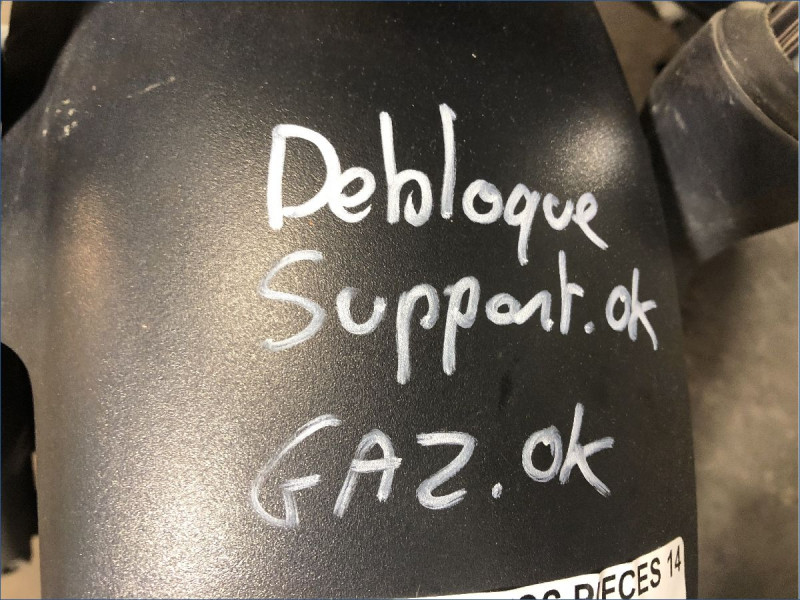 Debloque
Support.ok
GAZ.ok
PIECES 14